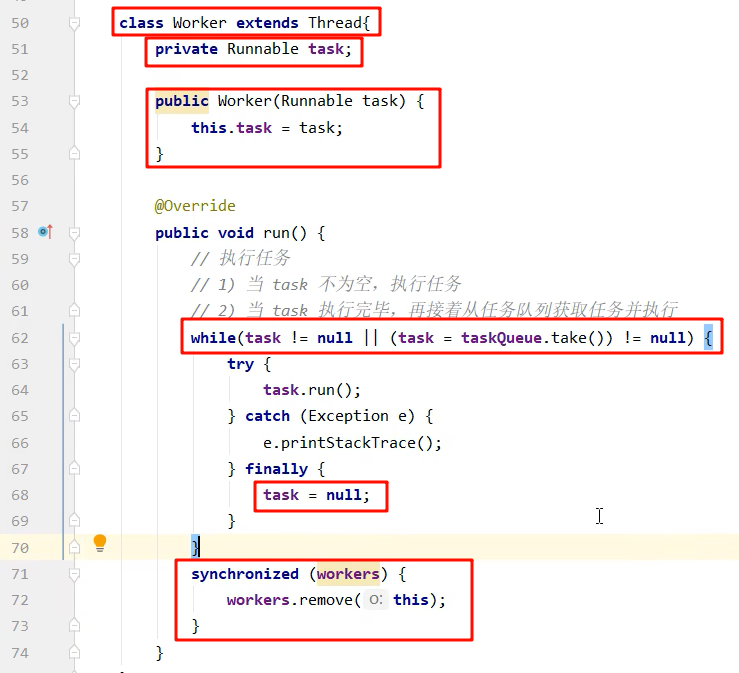 50 class Worker extends Thread{
51 private Runnable task;
52
53 public Worker(Runnable task) {
54 this.task = task;
55 }
56
57 @Override
58 public void run() {
59 // 执行任务
60 // 1) 当 task 不为空，执行任务
61 // 2) 当 task 执行完毕，再接着从任务队列获取任务并执行
62 while(task != null || (task = taskQueue.take()) != null) {
63 try {
64 task.run();
65 } catch (Exception e) {
66 e.printStackTrace();
67 } finally {
68 task = null;
69 }
70 }
71 synchronized (workers) {
72 workers.remove( o: this);
73 }
74 }